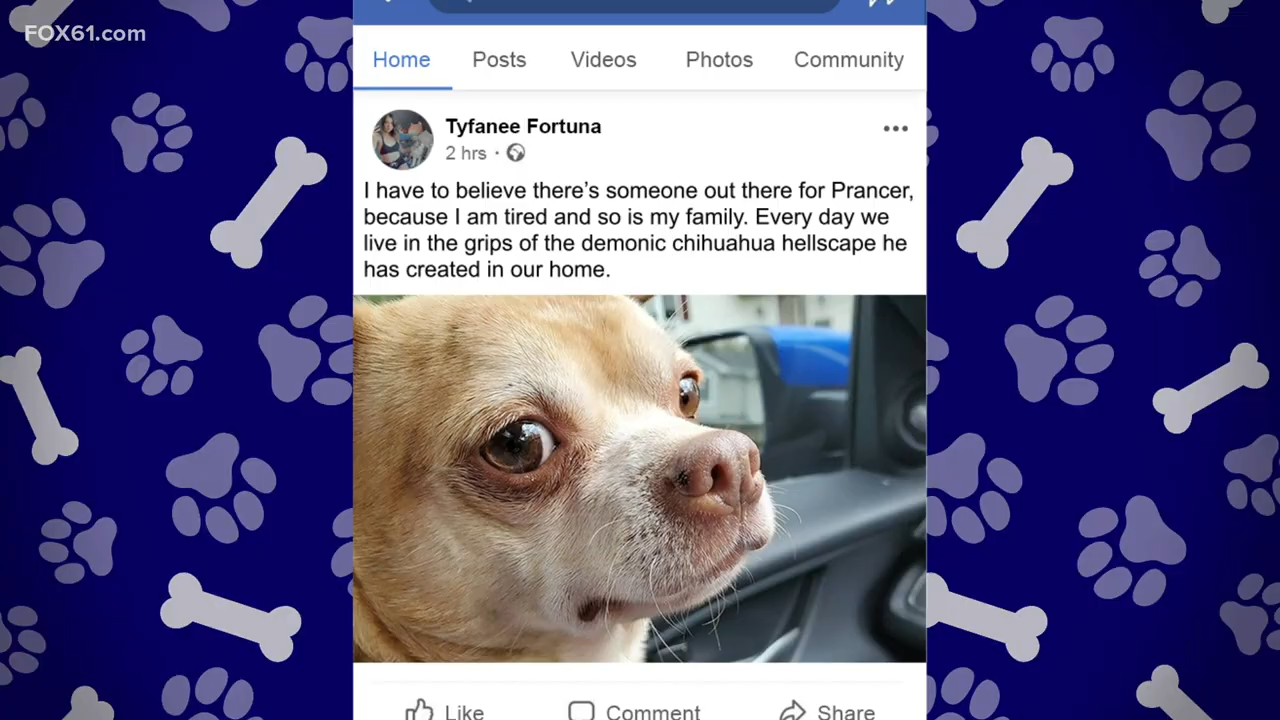 FOX61.com
Home Posts Videos Photos Community
Tyfanee Fortuna
2 hrs ·
I have to believe there’s someone out there for Prancer,
because I am tired and so is my family. Every day we
live in the grips of the demonic chihuahua hellscape he
has created in our home.
Like Comment Share